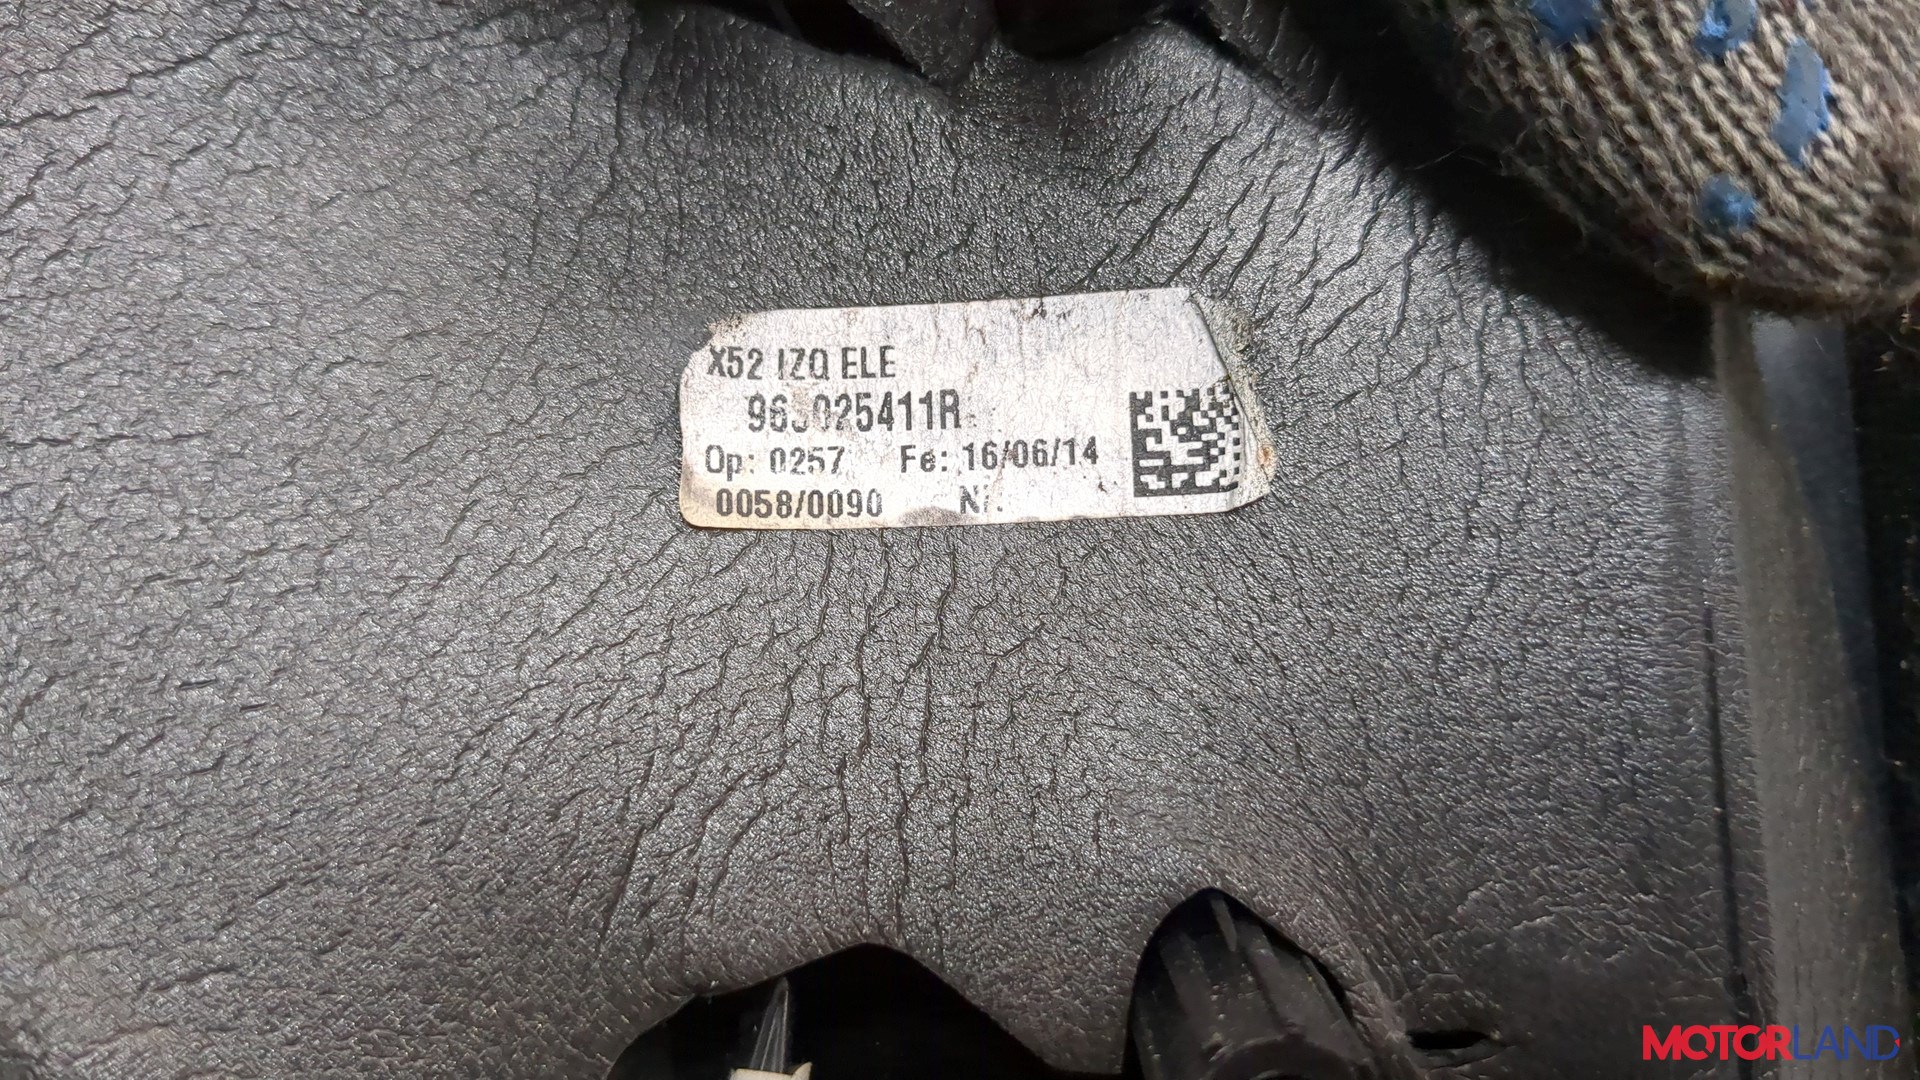 X52 IZQ ELE
963025411R
Op: 0257 Fe: 16/06/14
0058/0090
MOTORLAND